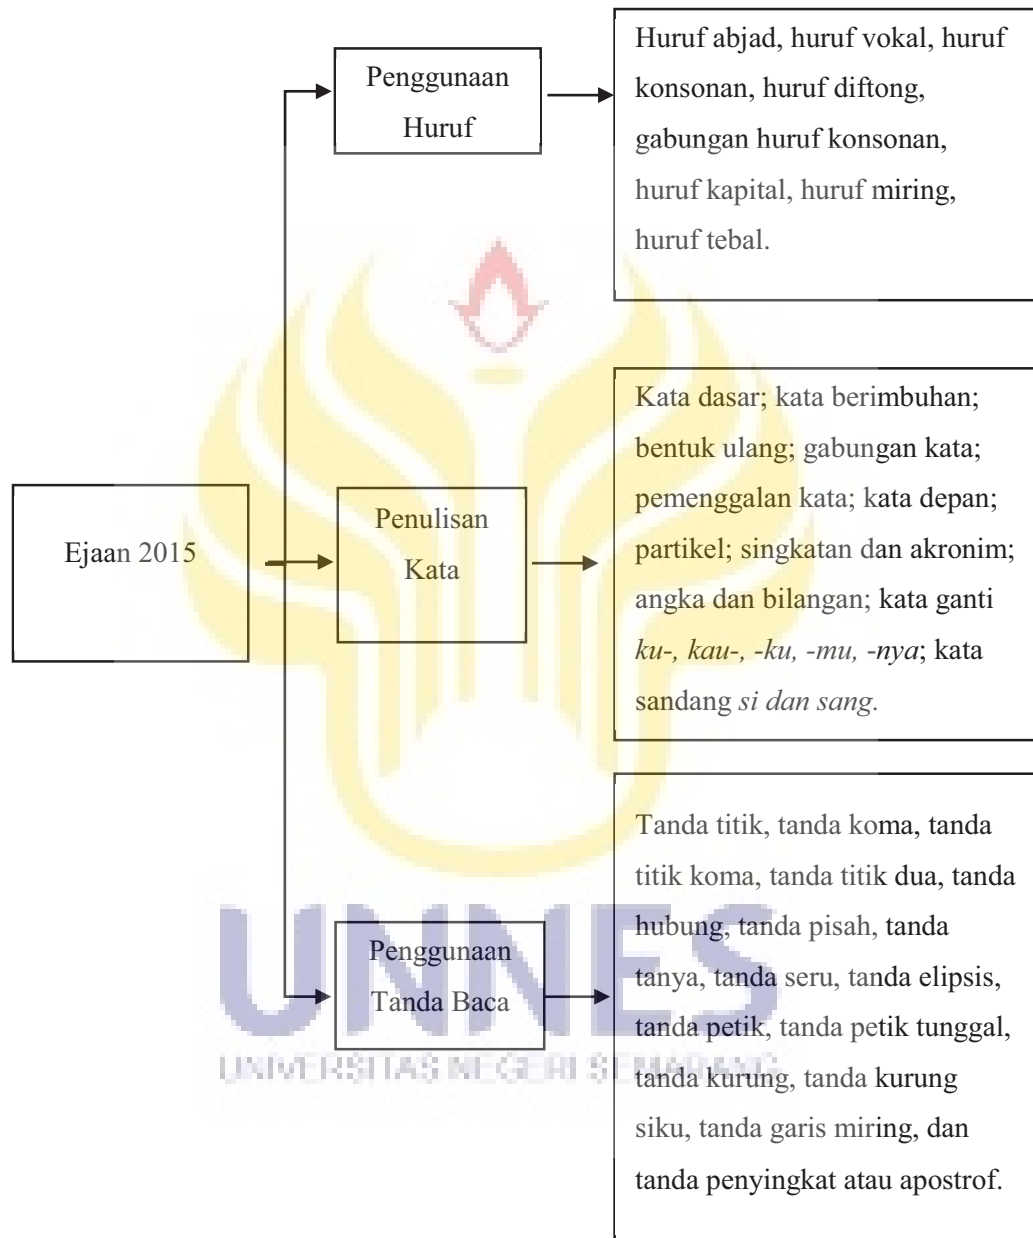 Ejaan 2015
Penggunaan
Huruf
Huruf abjad, huruf vokal, huruf
konsonan, huruf diftong,
gabungan huruf konsonan,
huruf kapital, huruf miring,
huruf tebal.
Penulisan
Kata
Kata dasar; kata berimbuhan;
bentuk ulang; gabungan kata;
pemenggalan kata; kata depan;
partikel; singkatan dan akronim;
angka dan bilangan; kata ganti
ku-, kau-, -ku, -mu, -nya; kata
sandang si dan sang.
Penggunaan
Tanda Baca
Tanda titik, tanda koma, tanda
titik koma, tanda titik dua, tanda
hubung, tanda pisah, tanda
tanya, tanda seru, tanda elipsis,
tanda petik, tanda petik tunggal,
tanda kurung, tanda kurung
siku, tanda garis miring, dan
tanda penyingkat atau apostrof.
UNNES
UNIVERSITAS NEGERI SEMARANG